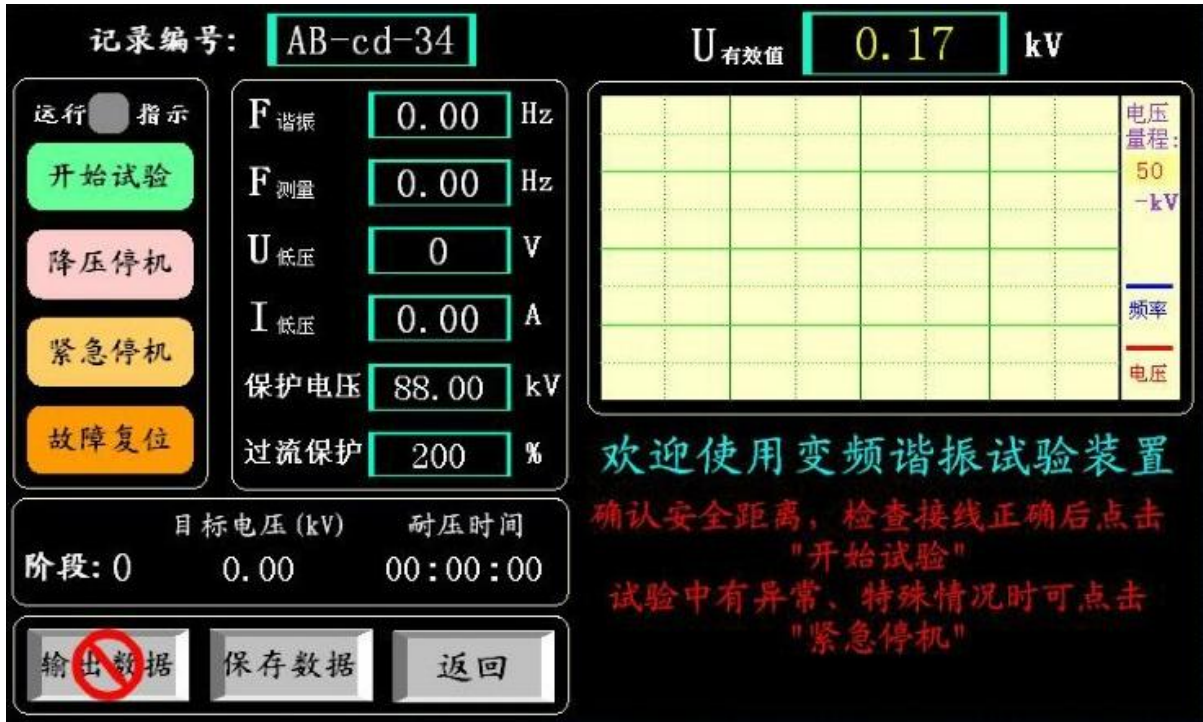 记录编号: AB-cd-34
U有效值 0.17 kV
运行 指示
开始试验
降压停机
紧急停机
故障复位
F谐振 0.00 Hz
F测量 0.00 Hz
U低压 0 V
I低压 0.00 A
保护电压 88.00 kV
过流保护 200 %
电压
量程:
50
-kV
频率
电压
目标电压(kV) 耐压时间
阶段: 0 0.00 00:00:00
输出数据 保存数据 返回
欢迎使用变频谐振试验装置
确认安全距离，检查接线正确后点击
"开始试验"
试验中有异常、特殊情况时可点击
"紧急停机"